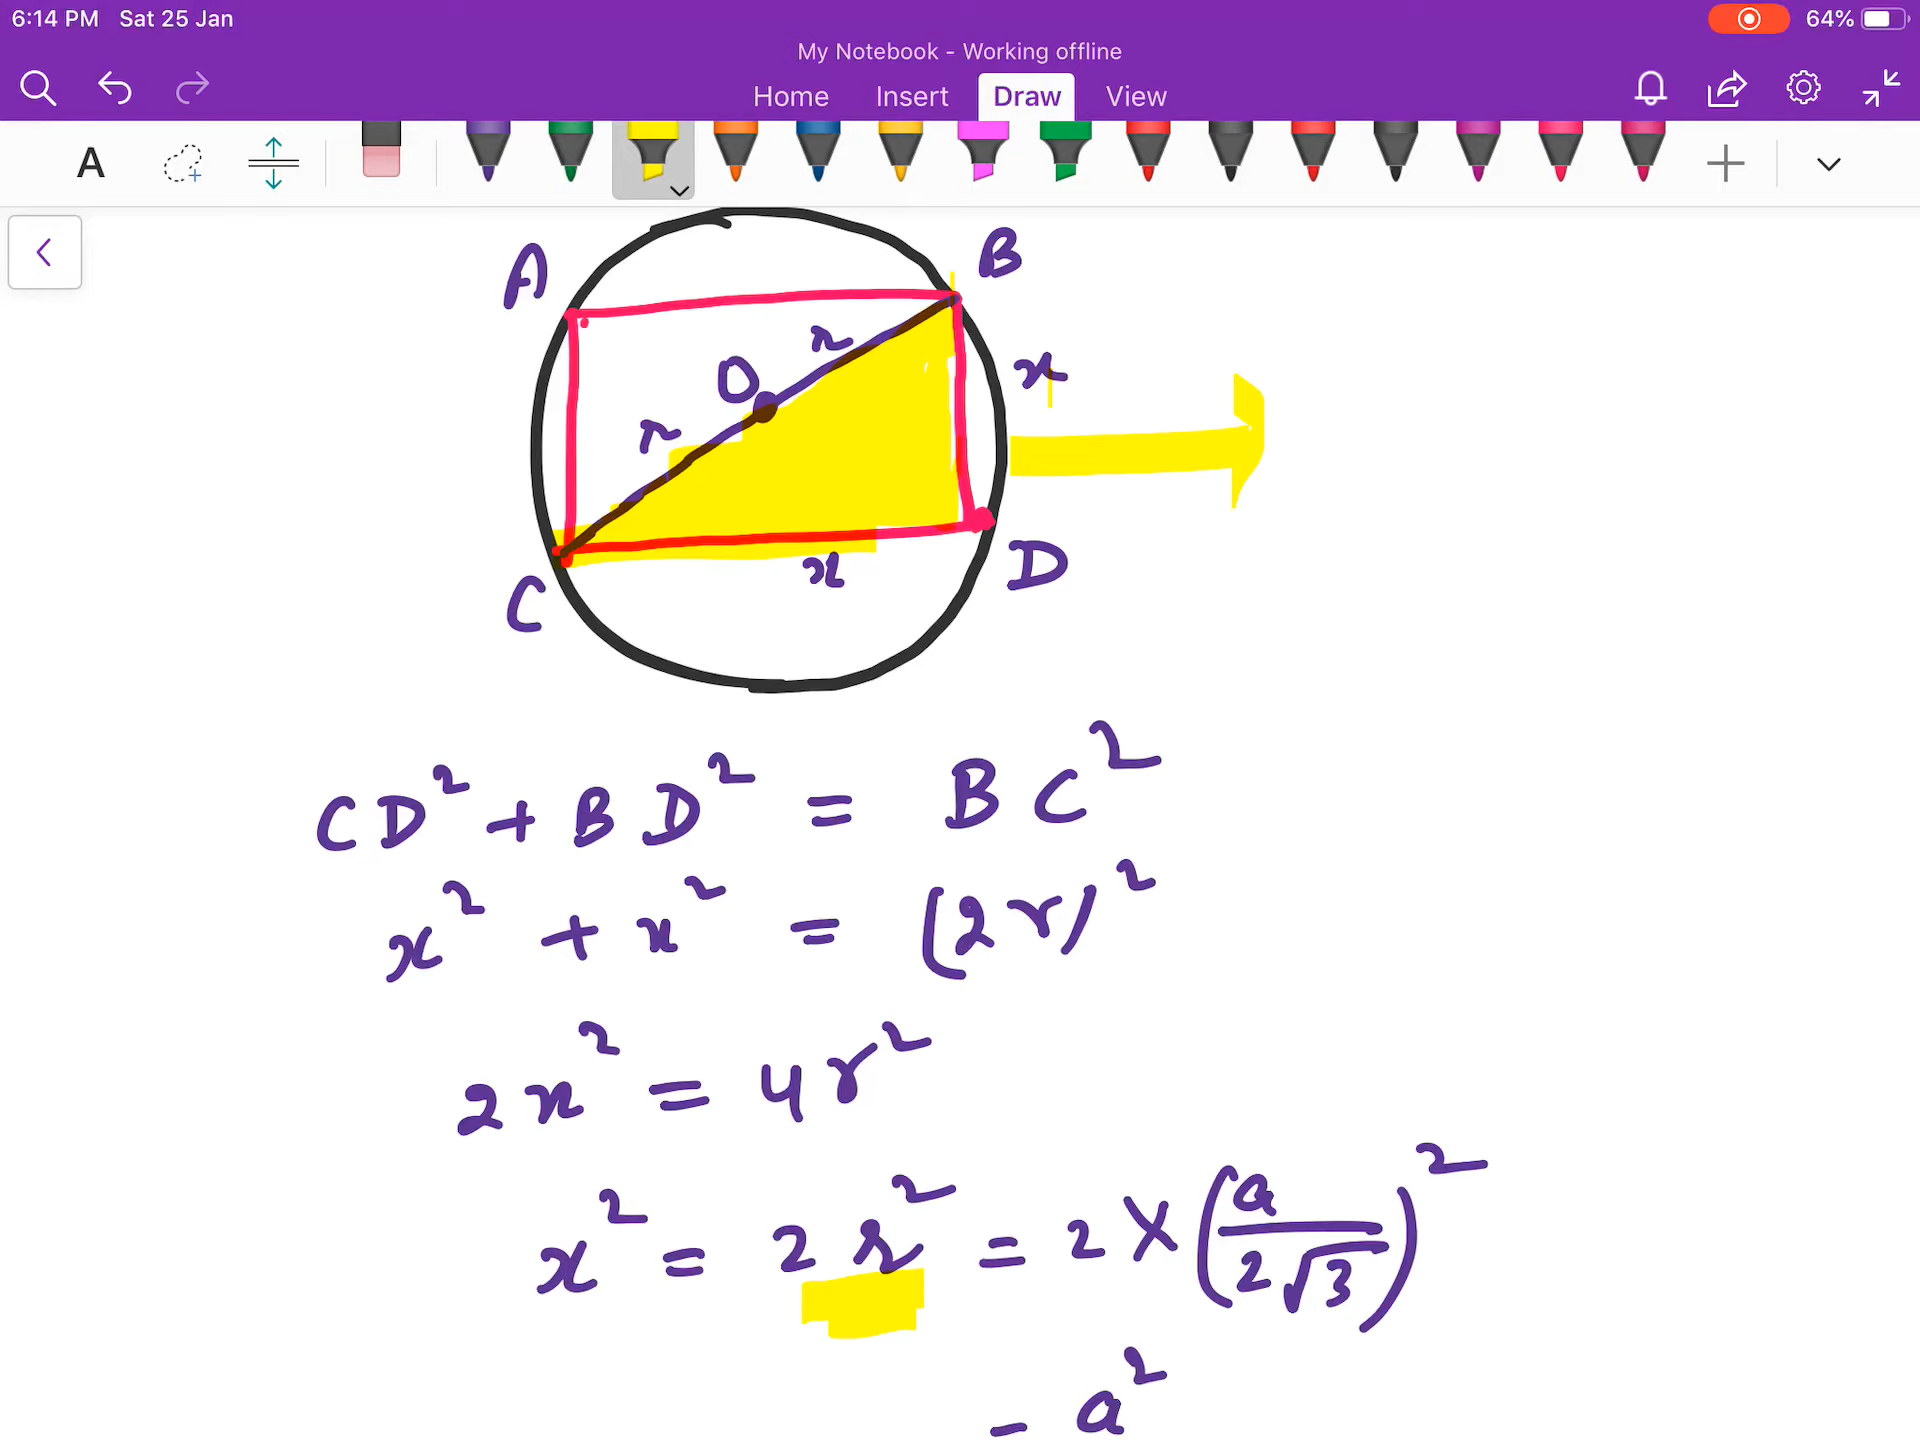 6:14 PM Sat 25 Jan 64%
My Notebook - Working offline
Home Insert Draw View
A
A B
r x
O
r
x D
C
CD² + BD² = BC²
x² + x² = (2r)²
2x² = 4r²
x² = 2r² = 2 × (a/2√3)²
= a²